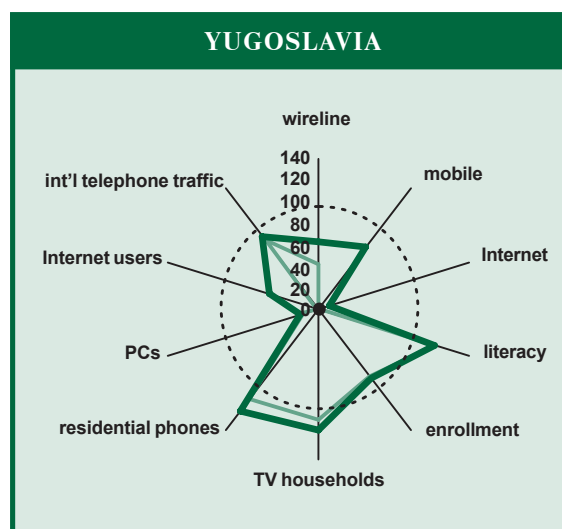 YUGOSLAVIA
wireline
140
120
100
80
60
40
20
0
int'l telephone traffic
mobile
Internet users
Internet
PCs
literacy
residential phones
enrollment
TV households